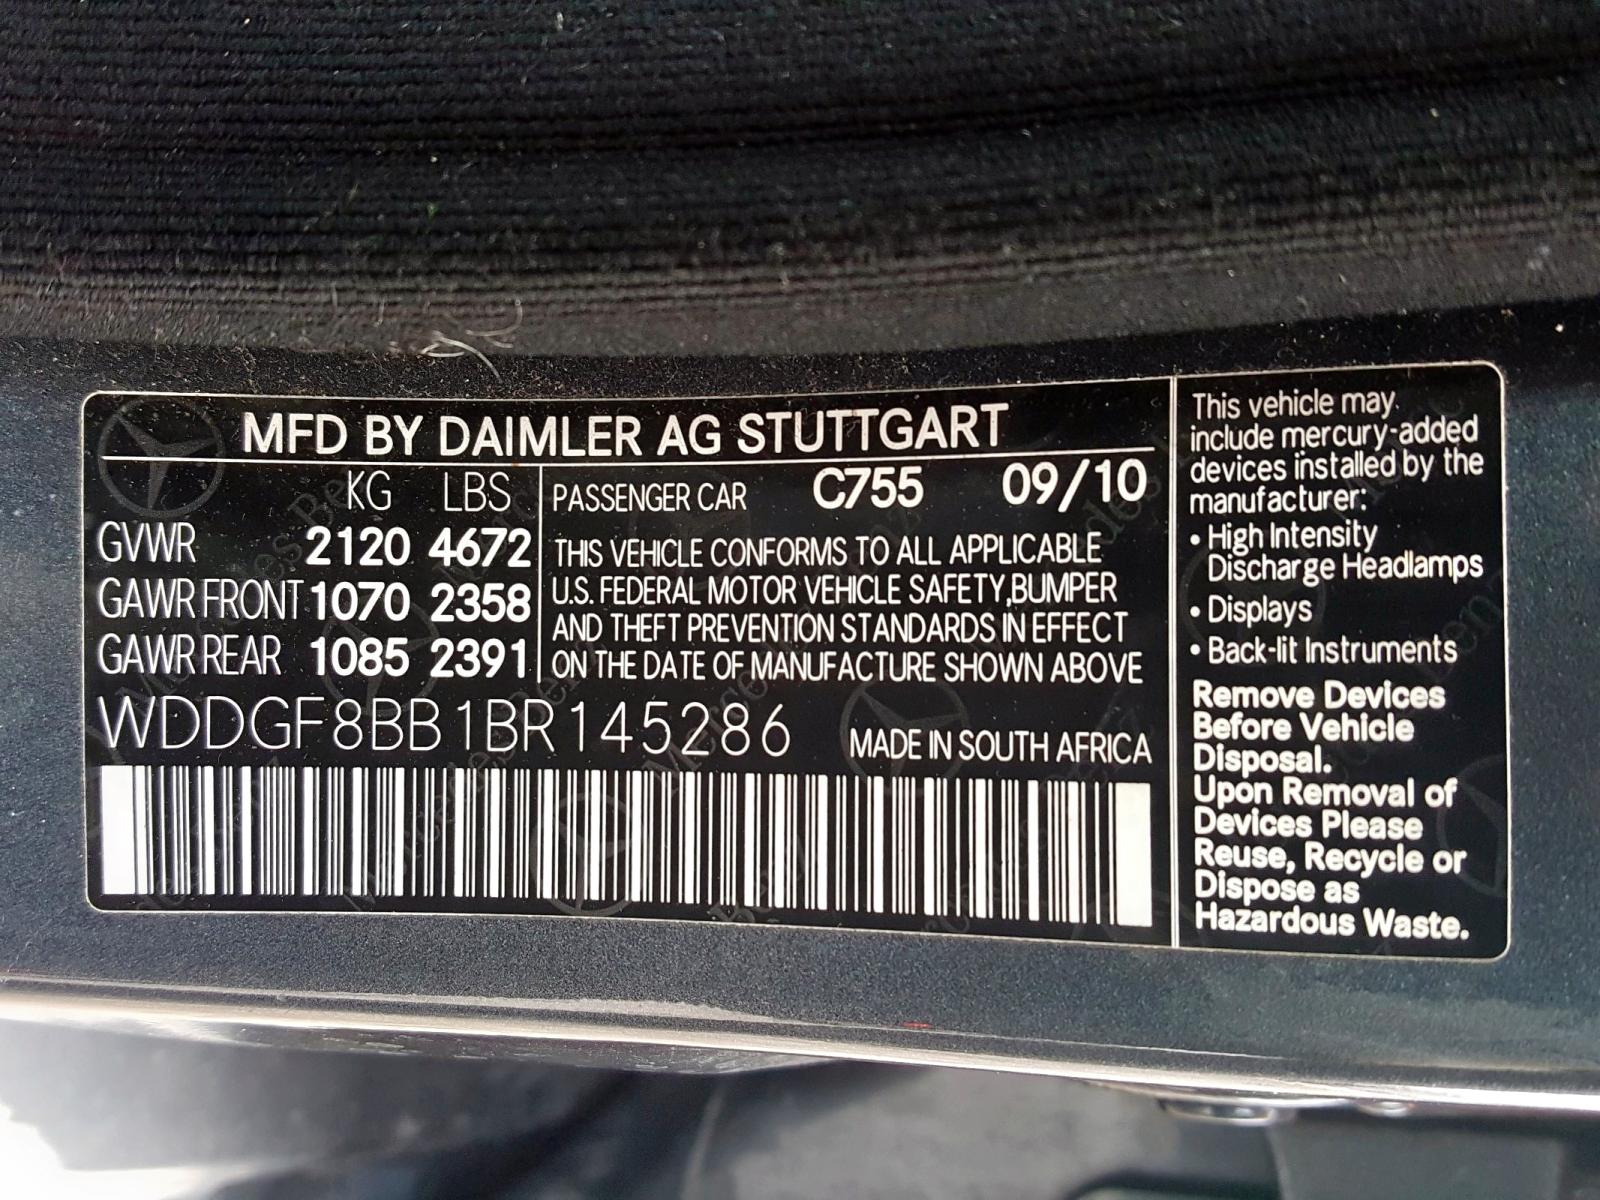 MFD BY DAIMLER AG STUTTGART
KG LBS
GVWR 2120 4672
GAWR FRONT 1070 2358
GAWR REAR 1085 2391
PASSENGER CAR C755 09/10
THIS VEHICLE CONFORMS TO ALL APPLICABLE
U.S. FEDERAL MOTOR VEHICLE SAFETY,BUMPER
AND THEFT PREVENTION STANDARDS IN EFFECT
ON THE DATE OF MANUFACTURE SHOWN ABOVE
WDDGF8BB1BR145286
MADE IN SOUTH AFRICA
This vehicle may
include mercury-added
devices installed by the
manufacturer:
• High Intensity
Discharge Headlamps
• Displays
• Back-lit Instruments
Remove Devices
Before Vehicle
Disposal.
Upon Removal of
Devices Please
Reuse, Recycle or
Dispose as
Hazardous Waste.